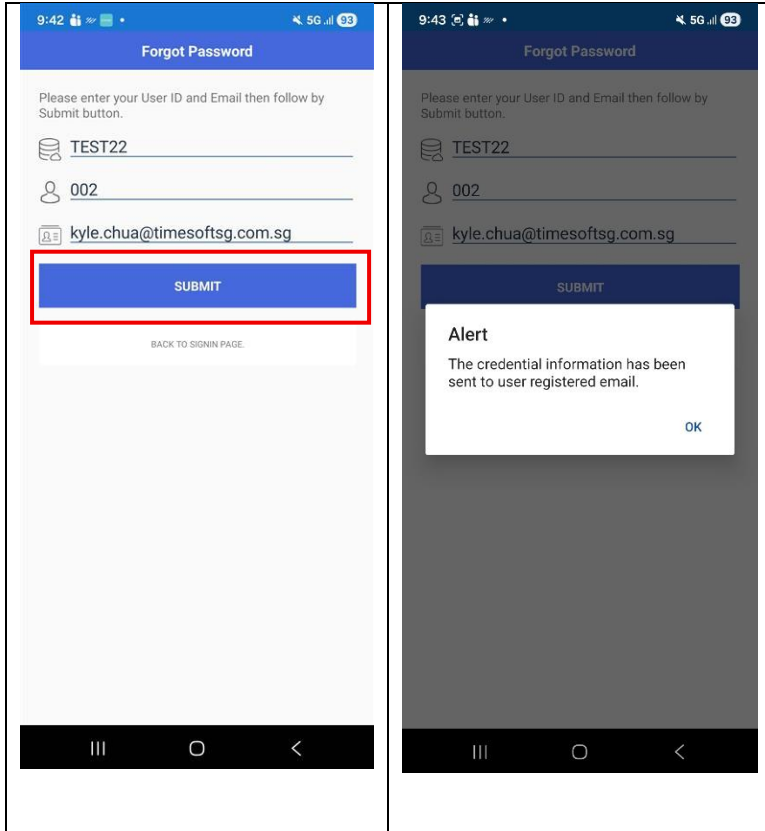 9:42
5G
93
Forgot Password
Please enter your User ID and Email then follow by
Submit button.
TEST22
002
kyle.chua@timesoftsg.com.sg
SUBMIT
BACK TO SIGNIN PAGE.
9:43
5G
93
Forgot Password
Please enter your User ID and Email then follow by
Submit button.
TEST22
002
kyle.chua@timesoftsg.com.sg
SUBMIT
Alert
The credential information has been
sent to user registered email.
OK